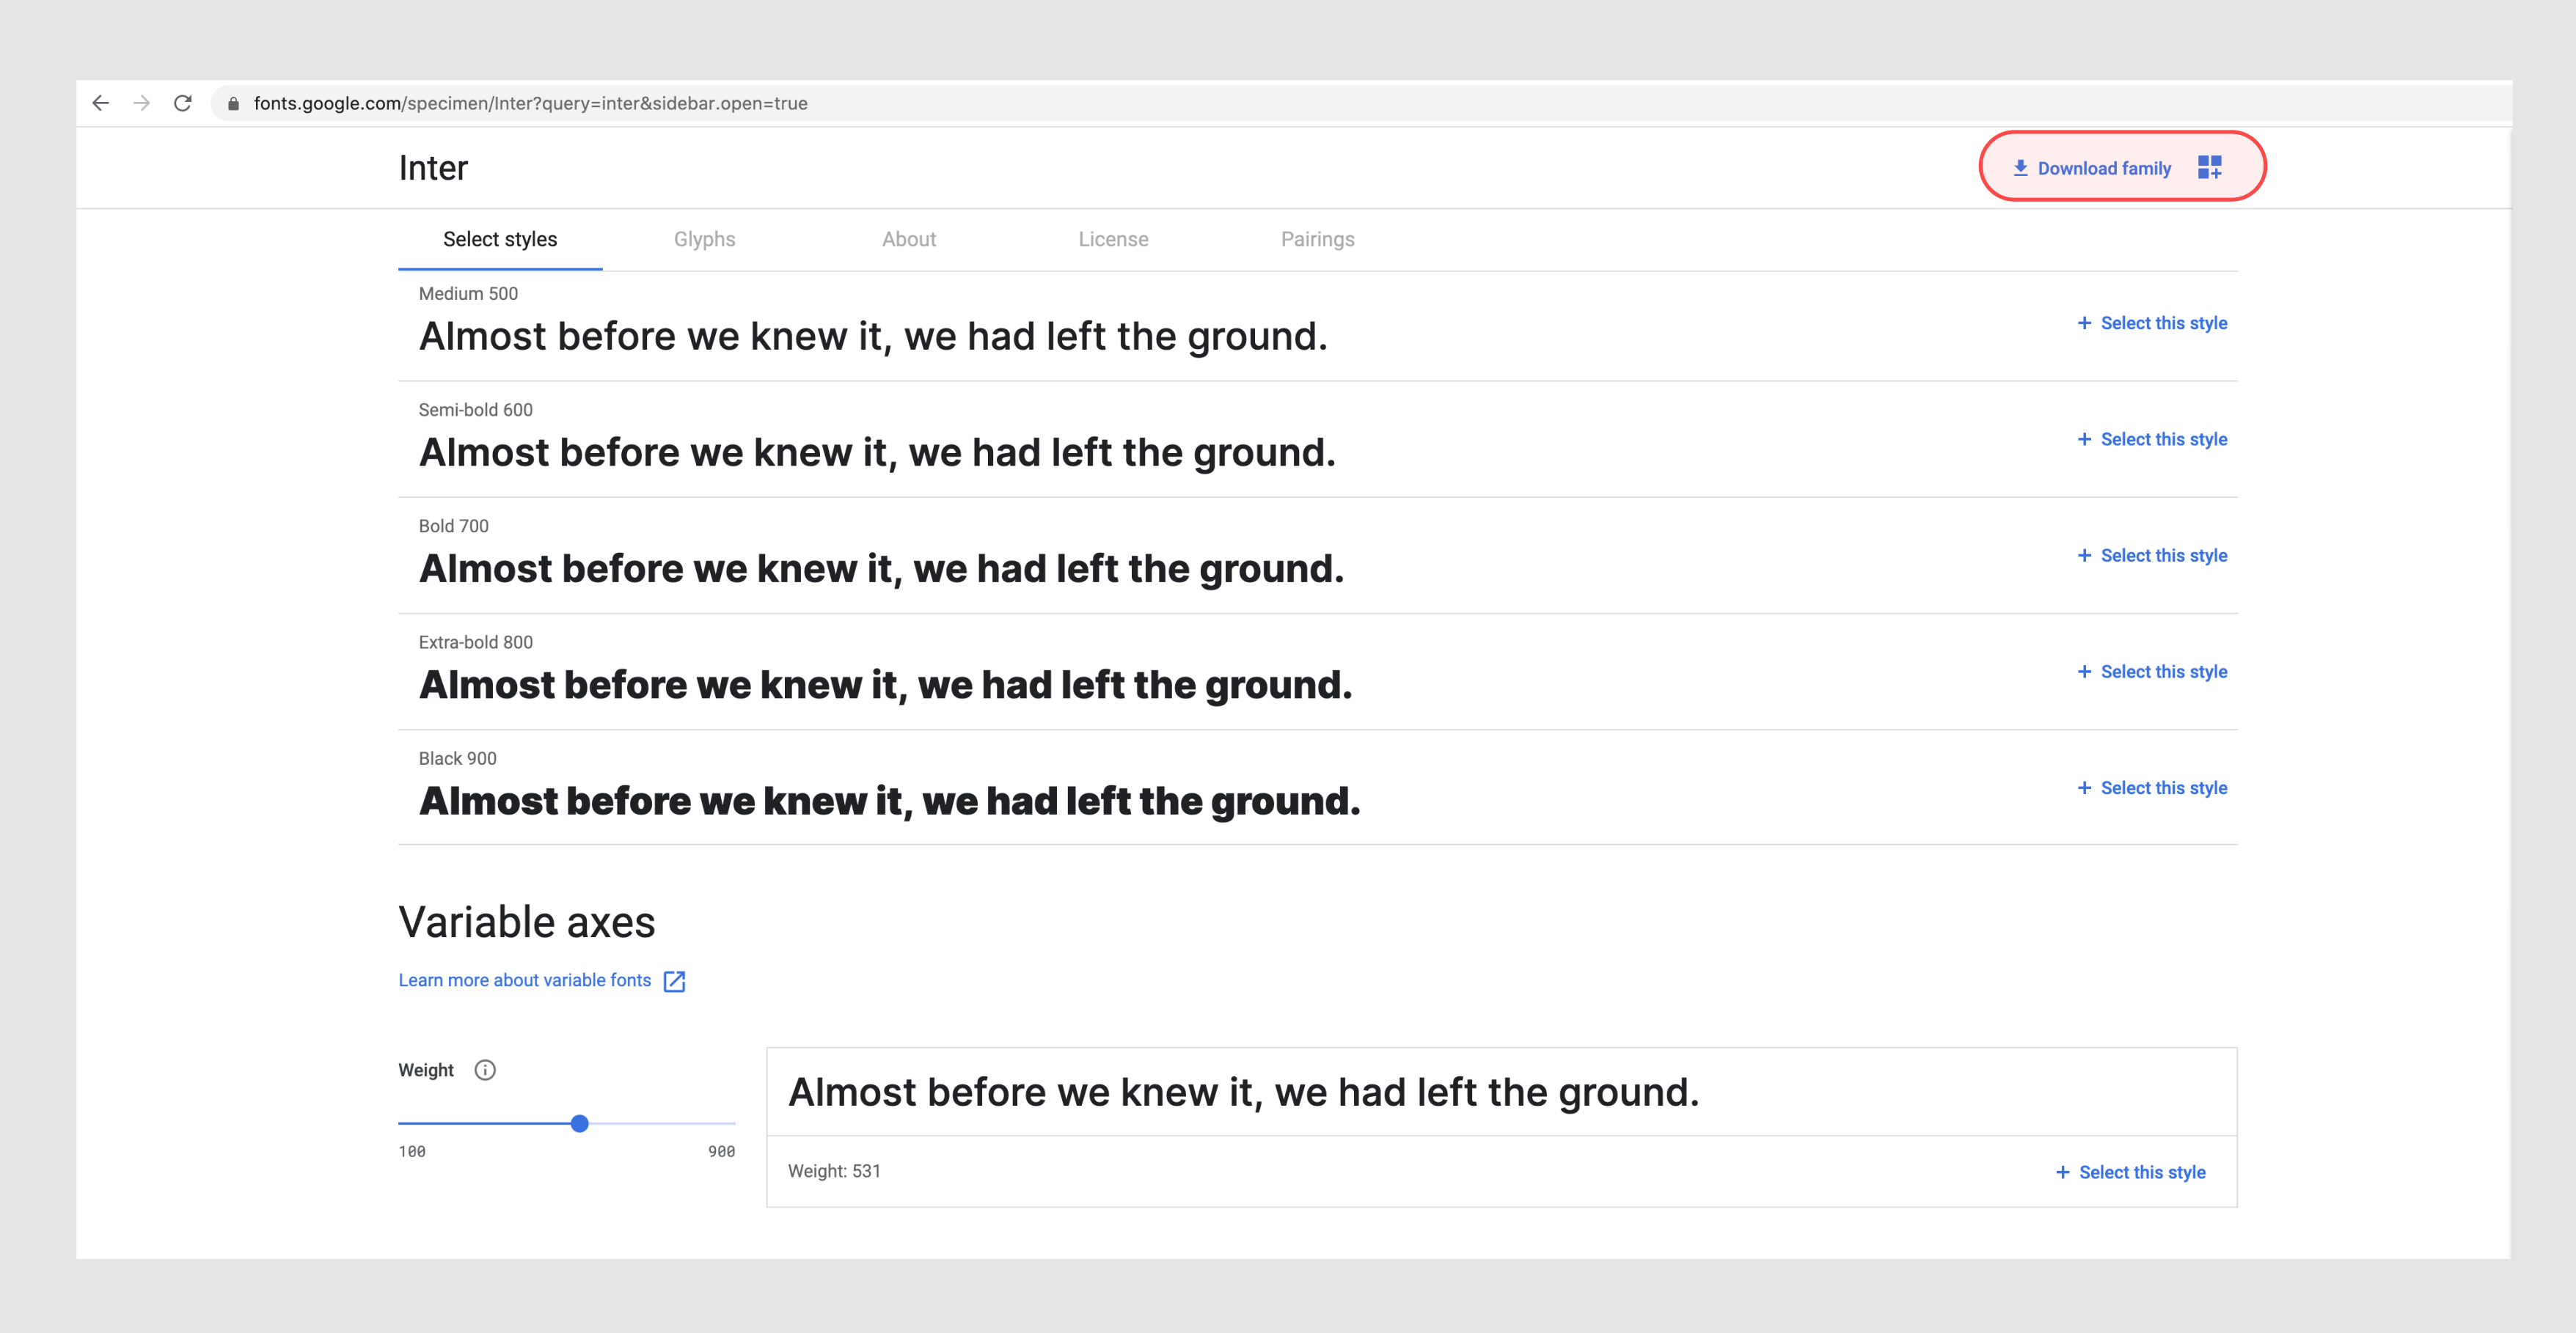 fonts.google.com/specimen/Inter?query=inter&sidebar.open=true
Inter
Download family
Select styles Glyphs About License Pairings
Medium 500
Almost before we knew it, we had left the ground.
+ Select this style
Semi-bold 600
Almost before we knew it, we had left the ground.
+ Select this style
Bold 700
Almost before we knew it, we had left the ground.
+ Select this style
Extra-bold 800
Almost before we knew it, we had left the ground.
+ Select this style
Black 900
Almost before we knew it, we had left the ground.
+ Select this style
Variable axes
Learn more about variable fonts
Weight
100 900
Almost before we knew it, we had left the ground.
Weight: 531
+ Select this style